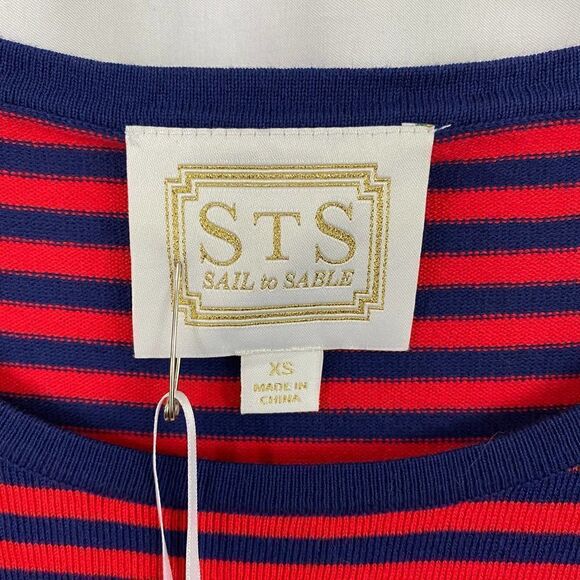 STS
SAIL to SABLE
XS
MADE IN
CHINA